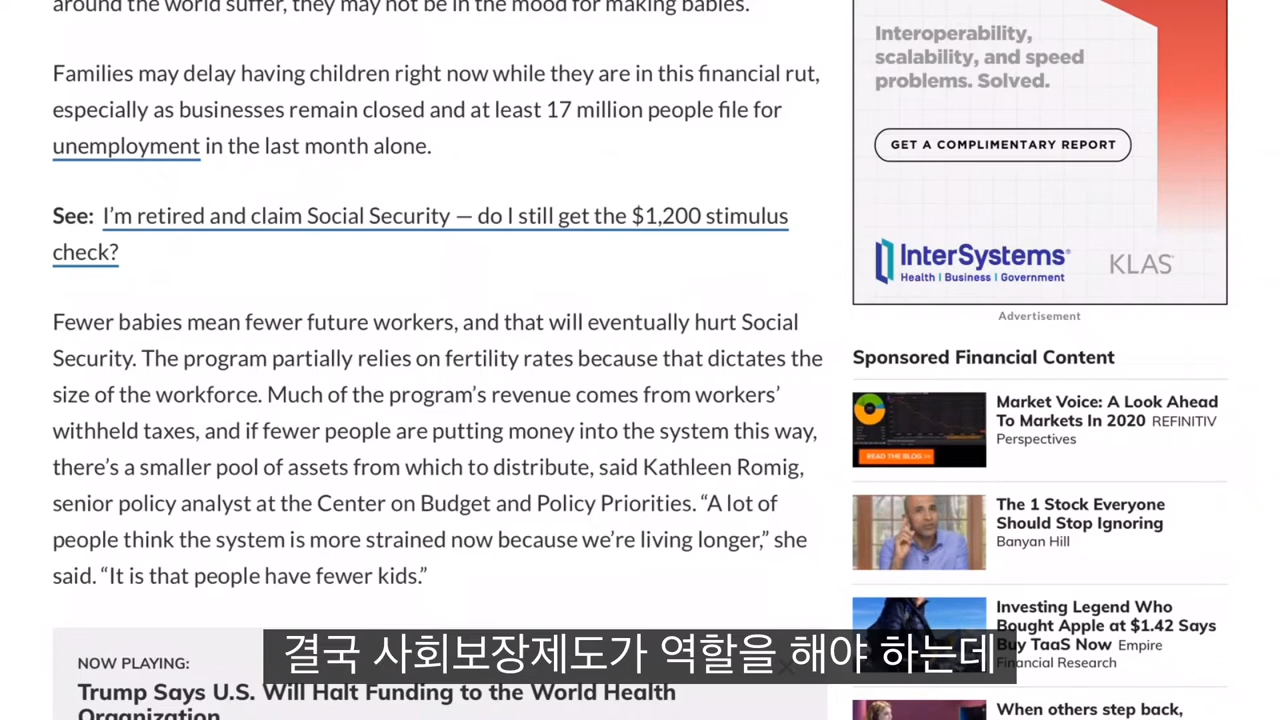 around the world suffer, they may not be in the mood for making babies.
Families may delay having children right now while they are in this financial rut,
especially as businesses remain closed and at least 17 million people file for
unemployment in the last month alone.
See: I’m retired and claim Social Security — do I still get the $1,200 stimulus
check?
Fewer babies mean fewer future workers, and that will eventually hurt Social
Security. The program partially relies on fertility rates because that dictates the
size of the workforce. Much of the program’s revenue comes from workers’
withheld taxes, and if fewer people are putting money into the system this way,
there’s a smaller pool of assets from which to distribute, said Kathleen Romig,
senior policy analyst at the Center on Budget and Policy Priorities. “A lot of
people think the system is more strained now because we’re living longer,” she
said. “It is that people have fewer kids.”
NOW PLAYING:
Trump Says U.S. Will Halt Funding to the World Health
Organization
결국 사회보장제도가 역할을 해야 하는데
Interoperability,
scalability, and speed
problems. Solved.
GET A COMPLIMENTARY REPORT
InterSystems®
Health | Business | Government
KLAS
Advertisement
Sponsored Financial Content
Market Voice: A Look Ahead
To Markets In 2020 REFINITIV
Perspectives
READ THE BLOG >>
The 1 Stock Everyone
Should Stop Ignoring
Banyan Hill
Investing Legend Who
Bought Apple at $1.42 Says
Buy TaaS Now Empire
Financial Research
When others step back,